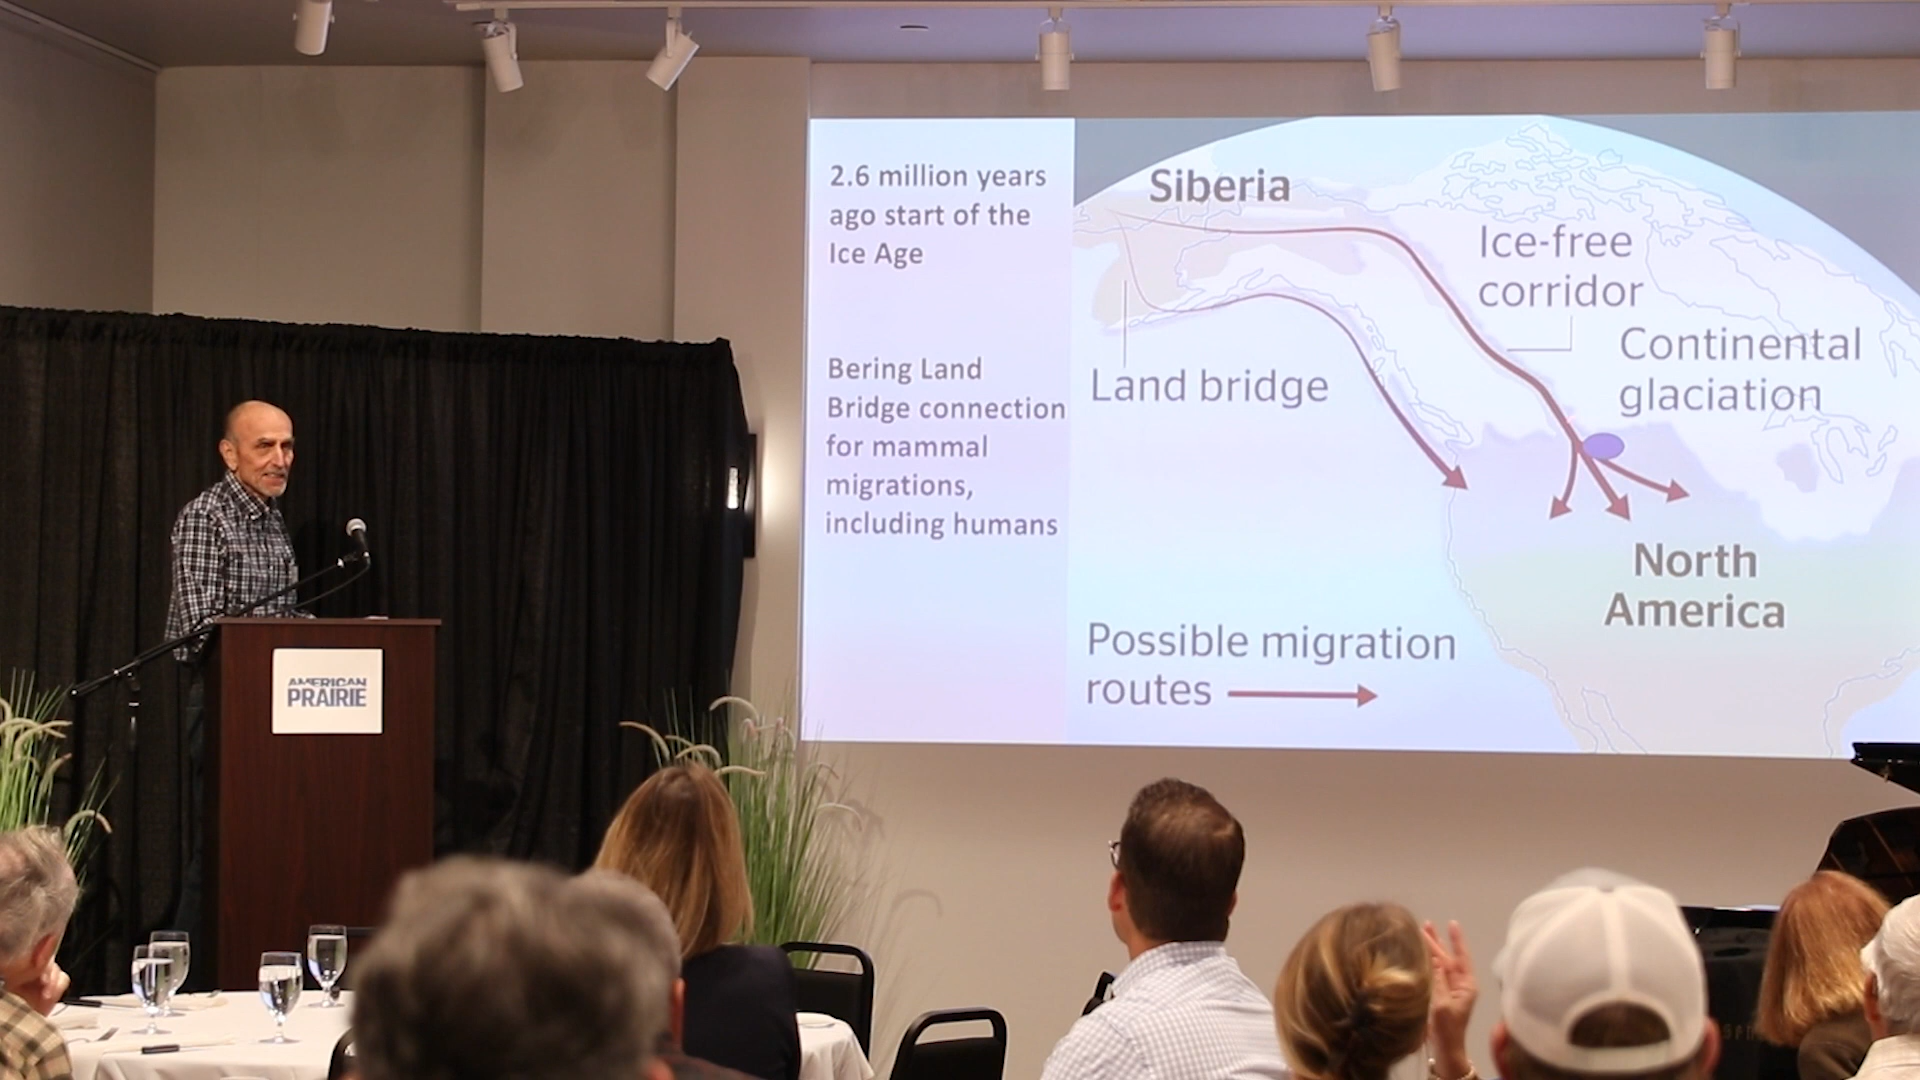 2.6 million years
ago start of the
Ice Age
Bering Land
Bridge connection
for mammal
migrations,
including humans
Siberia
Ice-free
corridor
Continental
glaciation
Land bridge
North
America
Possible migration
routes
AMERICAN
PRAIRIE